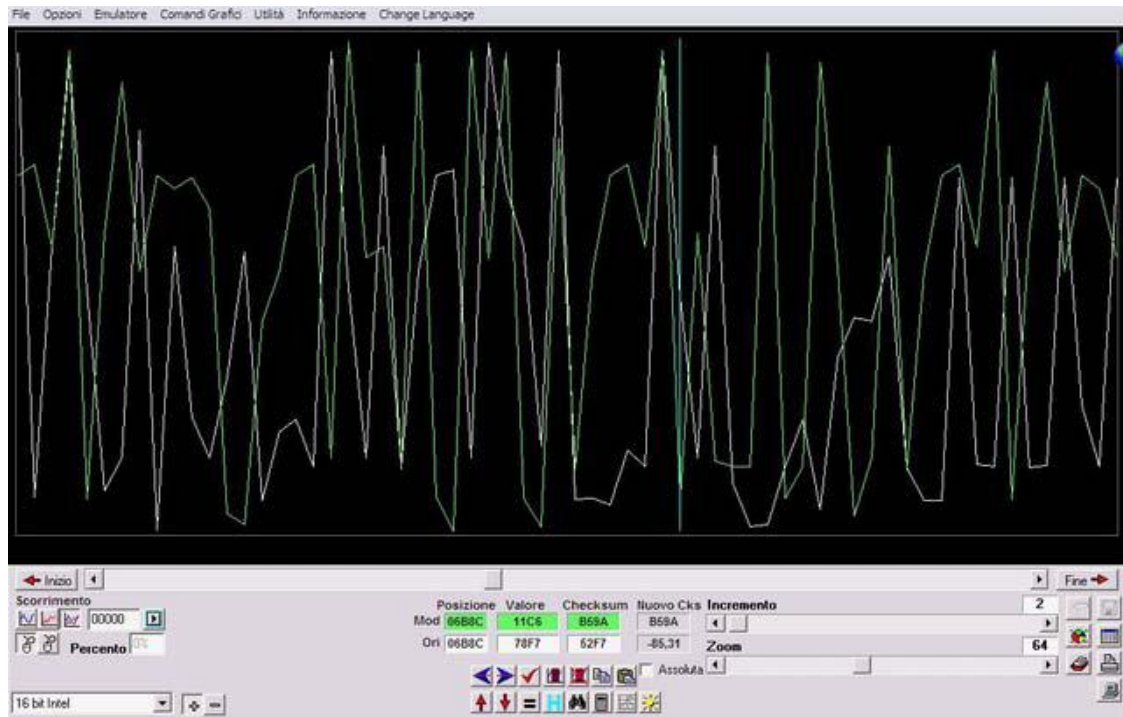 File Opzioni Emulatore Comandi Grafici Utilità Informazione Change Language
Inizio Fine
Scorrimento
00000
Percento 0%
Posizione Valore Checksum Nuovo Cks Incremento 2
Mod 06B8C 11C6 B59A B59A
Ori 06B8C 78F7 52F7 -85,31 Zoom 64
Assoluta
16 bit Intel